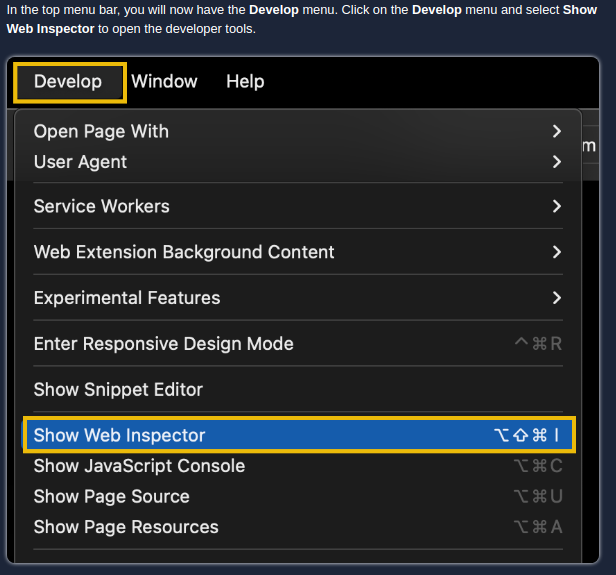 In the top menu bar, you will now have the Develop menu. Click on the Develop menu and select Show
Web Inspector to open the developer tools.
Develop Window Help
Open Page With >
m
User Agent >
Service Workers >
Web Extension Background Content >
Experimental Features >
Enter Responsive Design Mode ⌃⌘R
Show Snippet Editor
Show Web Inspector ⌥⇧⌘I
Show JavaScript Console ⌥⌘C
Show Page Source ⌥⌘U
Show Page Resources ⌥⌘A